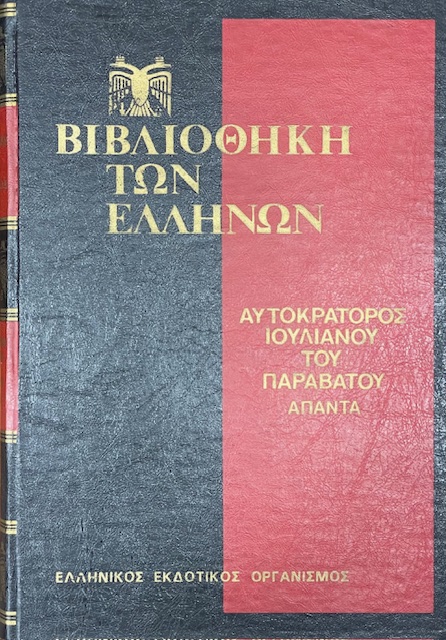 ΒΙΒΛΙΟΘΗΚΗ
ΤΩΝ
ΕΛΛΗΝΩΝ
ΑΥΤΟΚΡΑΤΟΡΟΣ
ΙΟΥΛΙΑΝΟΥ
ΤΟΥ
ΠΑΡΑΒΑΤΟΥ
ΑΠΑΝΤΑ
ΕΛΛΗΝΙΚΟΣ ΕΚΔΟΤΙΚΟΣ ΟΡΓΑΝΙΣΜΟΣ